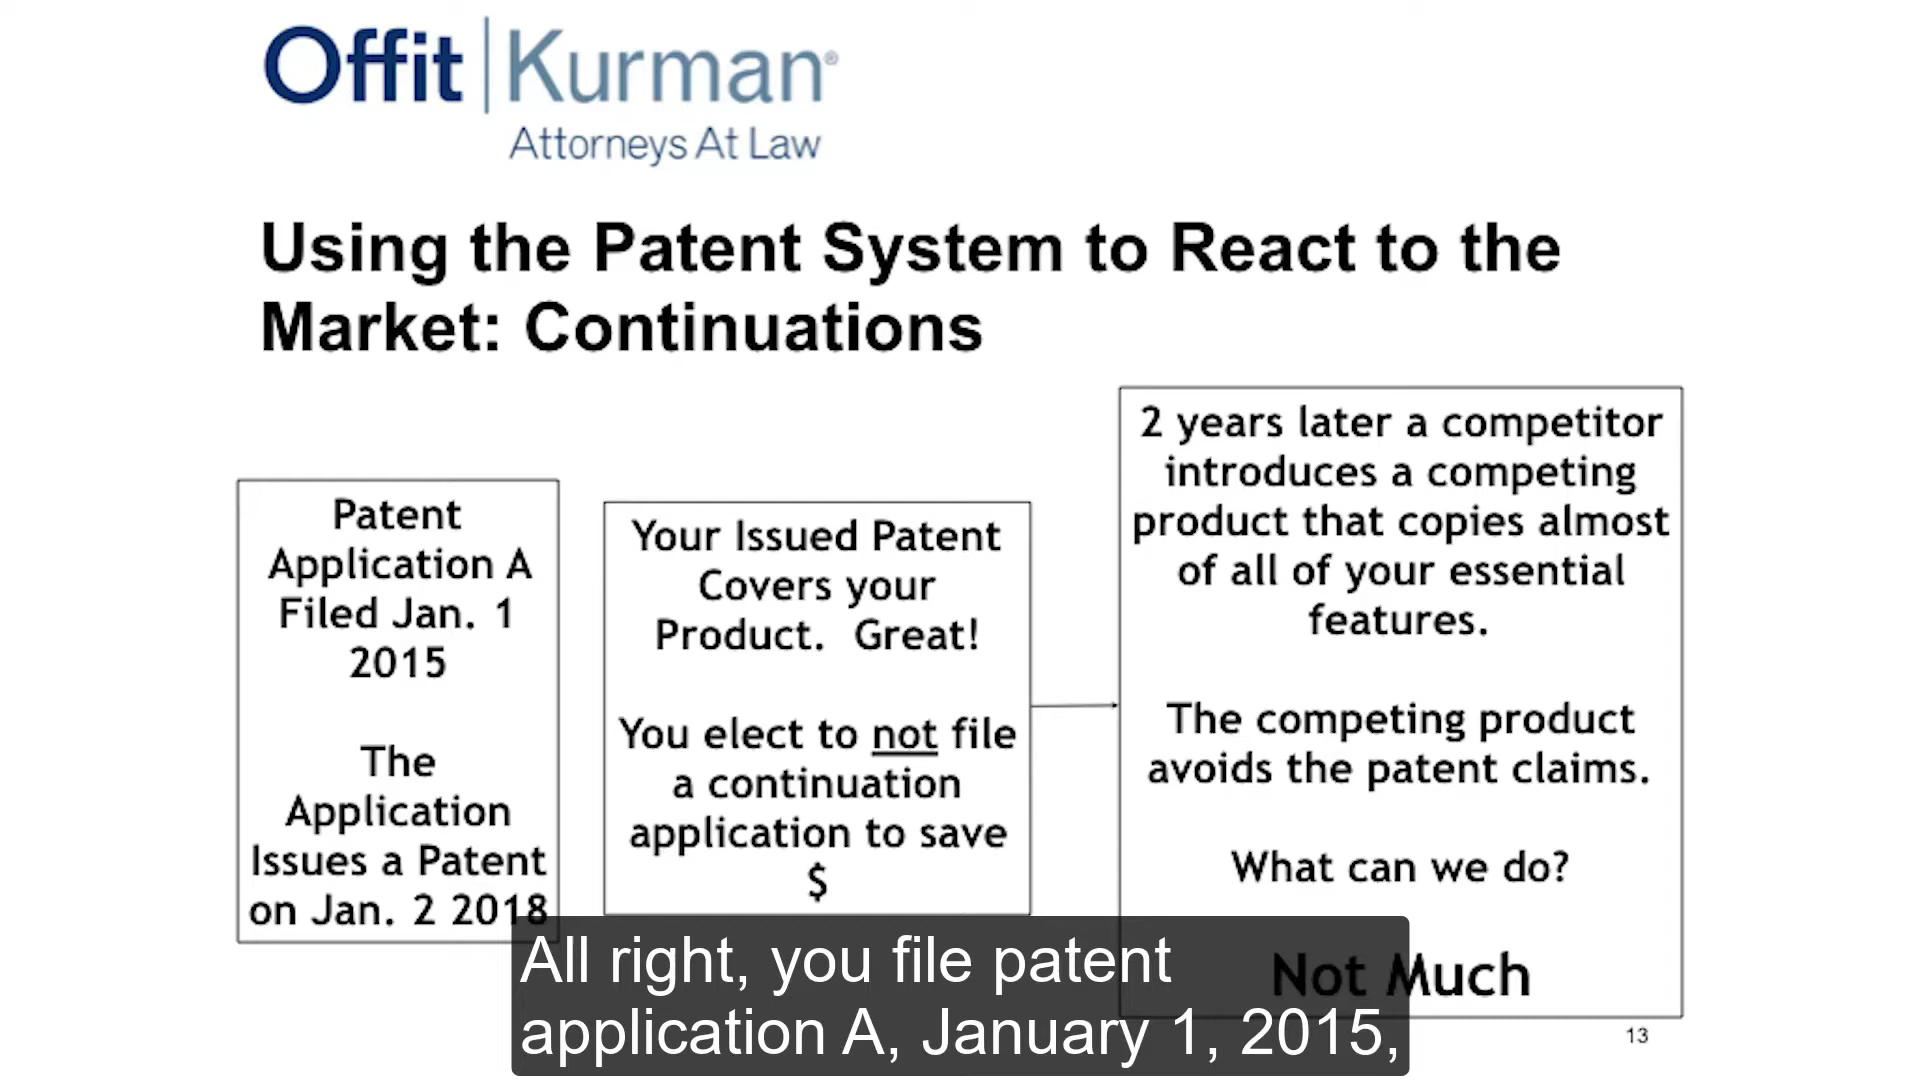 Offit | Kurman®
Attorneys At Law
Using the Patent System to React to the
Market: Continuations
Patent
Application A
Filed Jan. 1
2015
The
Application
Issues a Patent
on Jan. 2 2018
Your Issued Patent
Covers your
Product. Great!
You elect to not file
a continuation
application to save
$
2 years later a competitor
introduces a competing
product that copies almost
of all of your essential
features.
The competing product
avoids the patent claims.
What can we do?
Not Much
All right, you file patent
application A, January 1, 2015,
13